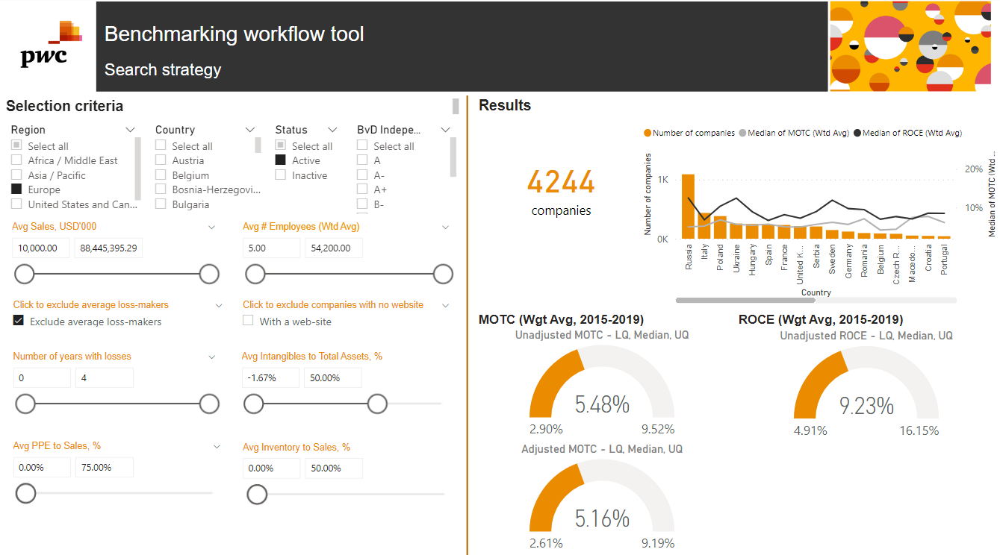 pwc
Benchmarking workflow tool
Search strategy
Selection criteria
Region
Select all
Africa / Middle East
Asia / Pacific
Europe
United States and Can...
Country
Select all
Austria
Belgium
Bosnia-Herzegovi...
Bulgaria
Status
Select all
Active
Inactive
BvD Indepe...
Select all
A
A-
A+
B-
Avg Sales, USD'000
10,000.00 88,445,395.29
Avg # Employees (Wtd Avg)
5.00 54,200.00
Click to exclude average loss-makers
Exclude average loss-makers
Click to exclude companies with no website
With a web-site
Number of years with losses
0 4
Avg Intangibles to Total Assets, %
-1.67% 50.00%
Avg PPE to Sales, %
0.00% 75.00%
Avg Inventory to Sales, %
0.00% 50.00%
Results
4244
companies
Number of companies Median of MOTC (Wtd Avg) Median of ROCE (Wtd Avg)
Number of companies
1K
0K
20%
10%
Median of MOTC (Wtd ...
Russia
Italy
Poland
Ukraine
Hungary
Spain
France
United K...
Serbia
Sweden
Germany
Romania
Belgium
Czech R...
Macedo...
Croatia
Portugal
Country
MOTC (Wgt Avg, 2015-2019)
Unadjusted MOTC - LQ, Median, UQ
5.48%
2.90% 9.52%
Adjusted MOTC - LQ, Median, UQ
5.16%
2.61% 9.19%
ROCE (Wgt Avg, 2015-2019)
Unadjusted ROCE - LQ, Median, UQ
9.23%
4.91% 16.15%